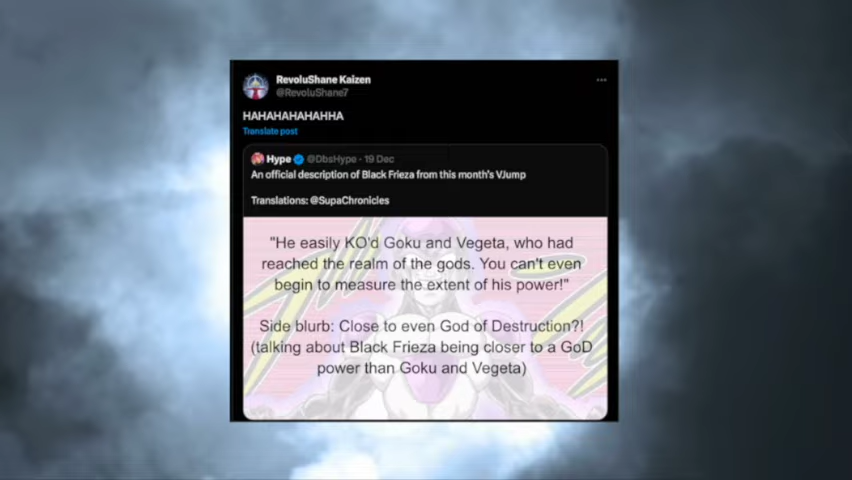 RevoluShane Kaizen
@RevoluShane7
HAHAHAHAHAHHA
Translate post
Hype @DbsHype · 19 Dec
An official description of Black Frieza from this month's VJump
Translations: @SupaChronicles
"He easily KO'd Goku and Vegeta, who had
reached the realm of the gods. You can't even
begin to measure the extent of his power!"
Side blurb: Close to even God of Destruction?!
(talking about Black Frieza being closer to a GoD
power than Goku and Vegeta)